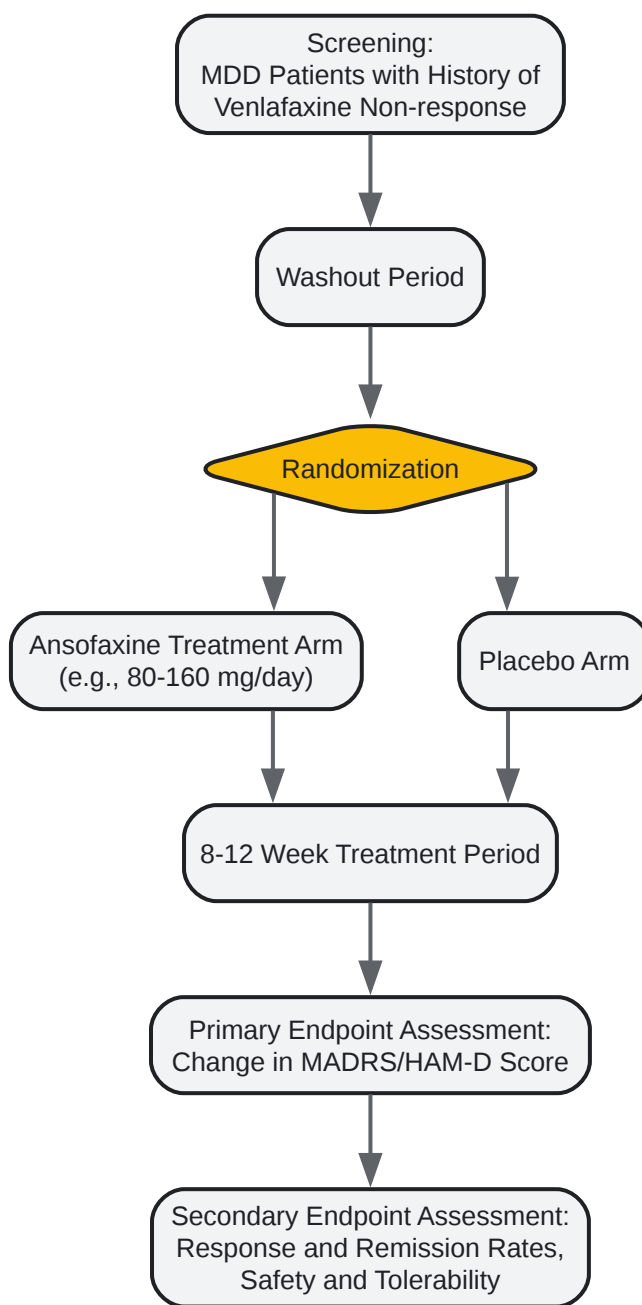 Screening:
MDD Patients with History of
Venlafaxine Non-response
Washout Period
Randomization
Ansofaxine Treatment Arm
(e.g., 80-160 mg/day)
Placebo Arm
8-12 Week Treatment Period
Primary Endpoint Assessment:
Change in MADRS/HAM-D Score
Secondary Endpoint Assessment:
Response and Remission Rates,
Safety and Tolerability